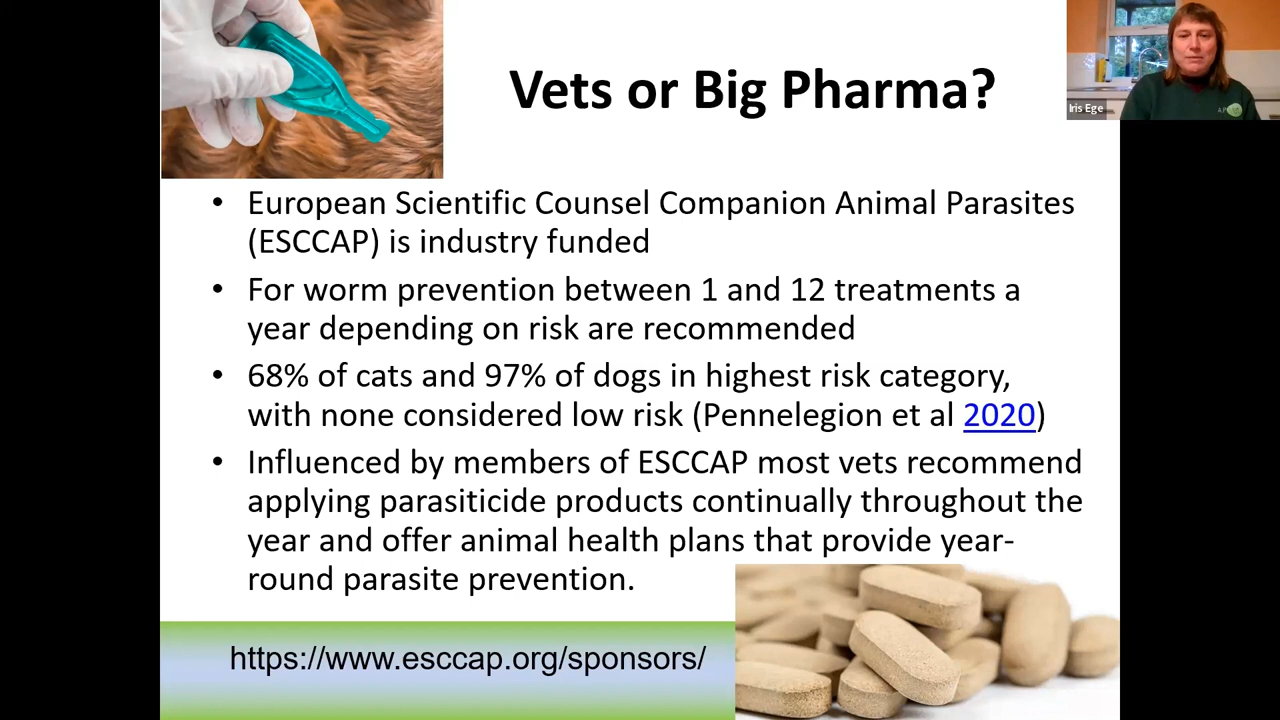 Vets or Big Pharma?
Iris Ege
• European Scientific Counsel Companion Animal Parasites
(ESCCAP) is industry funded
• For worm prevention between 1 and 12 treatments a
year depending on risk are recommended
• 68% of cats and 97% of dogs in highest risk category,
with none considered low risk (Pennelegion et al 2020)
• Influenced by members of ESCCAP most vets recommend
applying parasiticide products continually throughout the
year and offer animal health plans that provide year-
round parasite prevention.
https://www.esccap.org/sponsors/